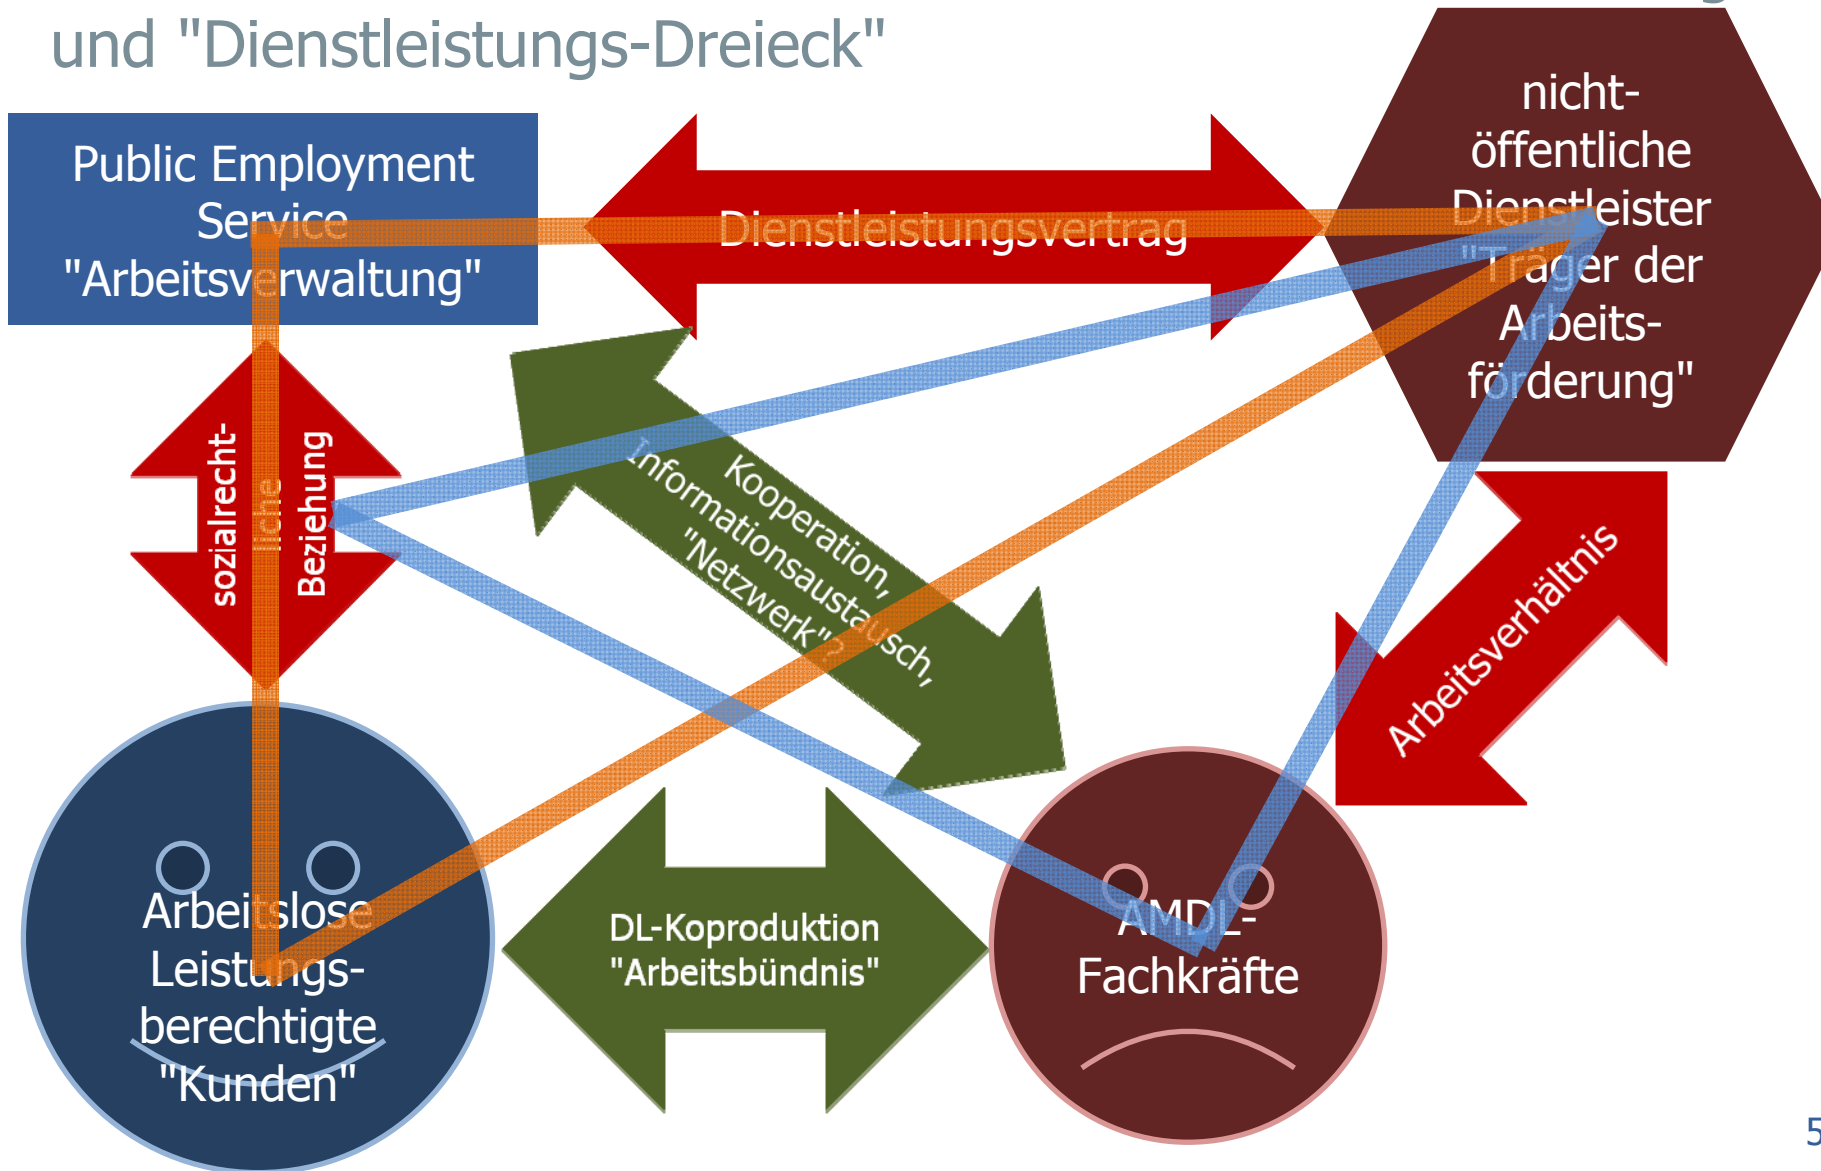 und "Dienstleistungs-Dreieck"
Public Employment
Service
"Arbeitsverwaltung"
Dienstleistungsvertrag
nicht-
öffentliche
Dienstleister
"Träger der
Arbeits-
förderung"
sozialrecht-
liche
Beziehung
Kooperation,
Informationsaustausch,
"Netzwerk"?
Arbeitsverhältnis
Arbeitslose
Leistungs-
berechtigte
"Kunden"
DL-Koproduktion
"Arbeitsbündnis"
AMDL-
Fachkräfte
5